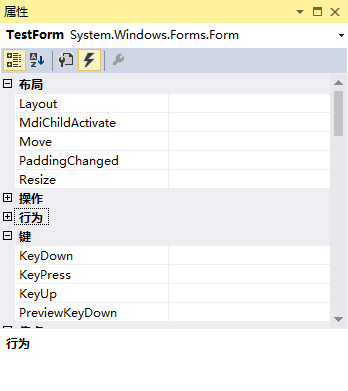 属性
TestForm System.Windows.Forms.Form
布局
Layout
MdiChildActivate
Move
PaddingChanged
Resize
操作
行为
键
KeyDown
KeyPress
KeyUp
PreviewKeyDown
行为